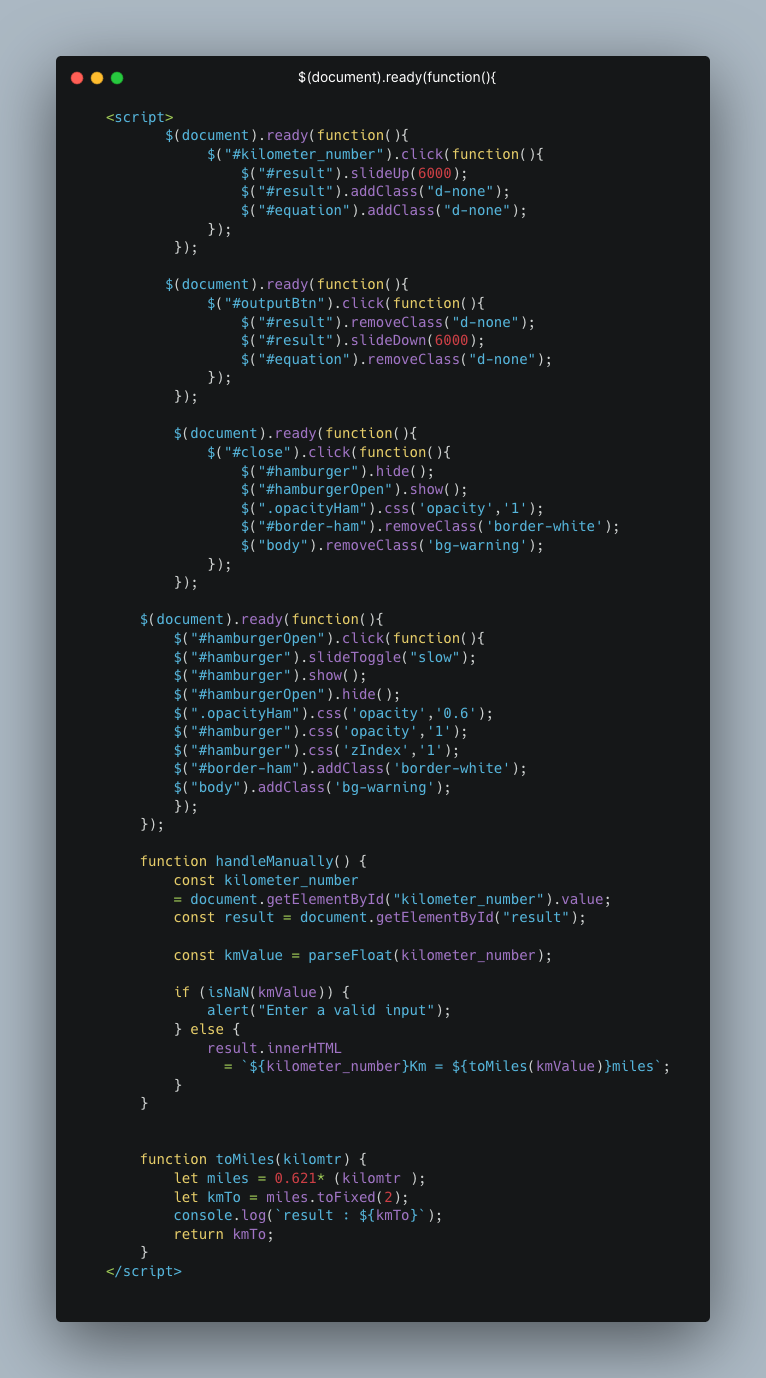 $(document).ready(function(){
<script>
$(document).ready(function(){
$("#kilometer_number").click(function(){
$("#result").slideUp(6000);
$("#result").addClass("d-none");
$("#equation").addClass("d-none");
});
});
$(document).ready(function(){
$("#outputBtn").click(function(){
$("#result").removeClass("d-none");
$("#result").slideDown(6000);
$("#equation").removeClass("d-none");
});
});
$(document).ready(function(){
$("#close").click(function(){
$("#hamburger").hide();
$("#hamburgerOpen").show();
$(".opacityHam").css('opacity','1');
$("#border-ham").removeClass('border-white');
$("body").removeClass('bg-warning');
});
});
$(document).ready(function(){
$("#hamburgerOpen").click(function(){
$("#hamburger").slideToggle("slow");
$("#hamburger").show();
$("#hamburgerOpen").hide();
$(".opacityHam").css('opacity','0.6');
$("#hamburger").css('opacity','1');
$("#hamburger").css('zIndex','1');
$("#border-ham").addClass('border-white');
$("body").addClass('bg-warning');
});
});
function handleManually() {
const kilometer_number
= document.getElementById("kilometer_number").value;
const result = document.getElementById("result");
const kmValue = parseFloat(kilometer_number);
if (isNaN(kmValue)) {
alert("Enter a valid input");
} else {
result.innerHTML
= `${kilometer_number}Km = ${toMiles(kmValue)}miles`;
}
}
function toMiles(kilomtr) {
let miles = 0.621* (kilomtr );
let kmTo = miles.toFixed(2);
console.log(`result : ${kmTo}`);
return kmTo;
}
</script>